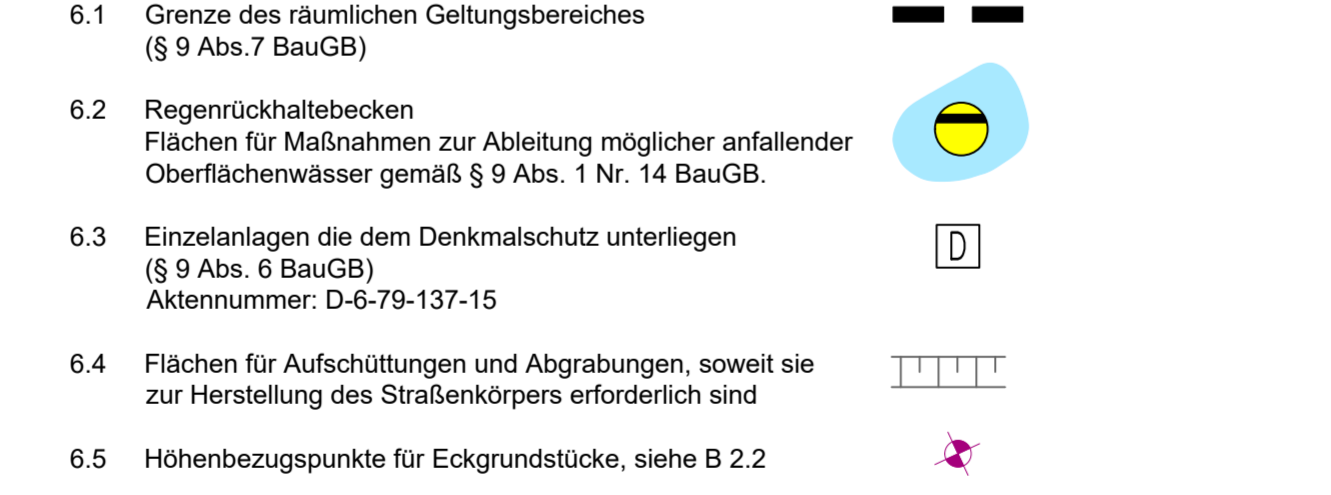 6.1 Grenze des räumlichen Geltungsbereiches
(§ 9 Abs.7 BauGB)
6.2 Regenrückhaltebecken
Flächen für Maßnahmen zur Ableitung möglicher anfallender
Oberflächenwässer gemäß § 9 Abs. 1 Nr. 14 BauGB.
6.3 Einzelanlagen die dem Denkmalschutz unterliegen
D
(§ 9 Abs. 6 BauGB)
Aktennummer: D-6-79-137-15
6.4 Flächen für Aufschüttungen und Abgrabungen, soweit sie
zur Herstellung des Straßenkörpers erforderlich sind
6.5 Höhenbezugspunkte für Eckgrundstücke, siehe B 2.2